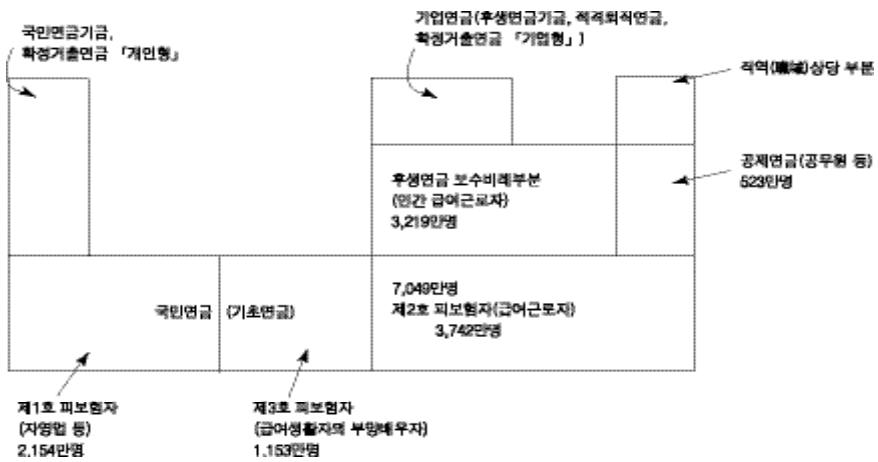 국민연금기금,
확정거출연금 「개인형」
기업연금(후생연금기금, 적격퇴직연금,
확정거출연금 「기업형」)
직역(職域)상당 부분
공제연금(공무원 등)
523만명
후생연금 보수비례부분
(민간 급여근로자)
3,219만명
7,049만명
국민연금 (기초연금)
제2호 피보험자(급여근로자)
3,742만명
제1호 피보험자
(자영업 등)
2,154만명
제3호 피보험자
(급여생활자의 부양배우자)
1,153만명